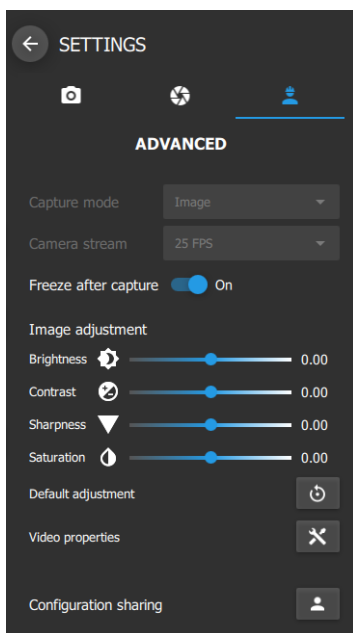 SETTINGS
ADVANCED
Capture mode Image
Camera stream 25 FPS
Freeze after capture On
Image adjustment
Brightness 0.00
Contrast 0.00
Sharpness 0.00
Saturation 0.00
Default adjustment
Video properties
Configuration sharing